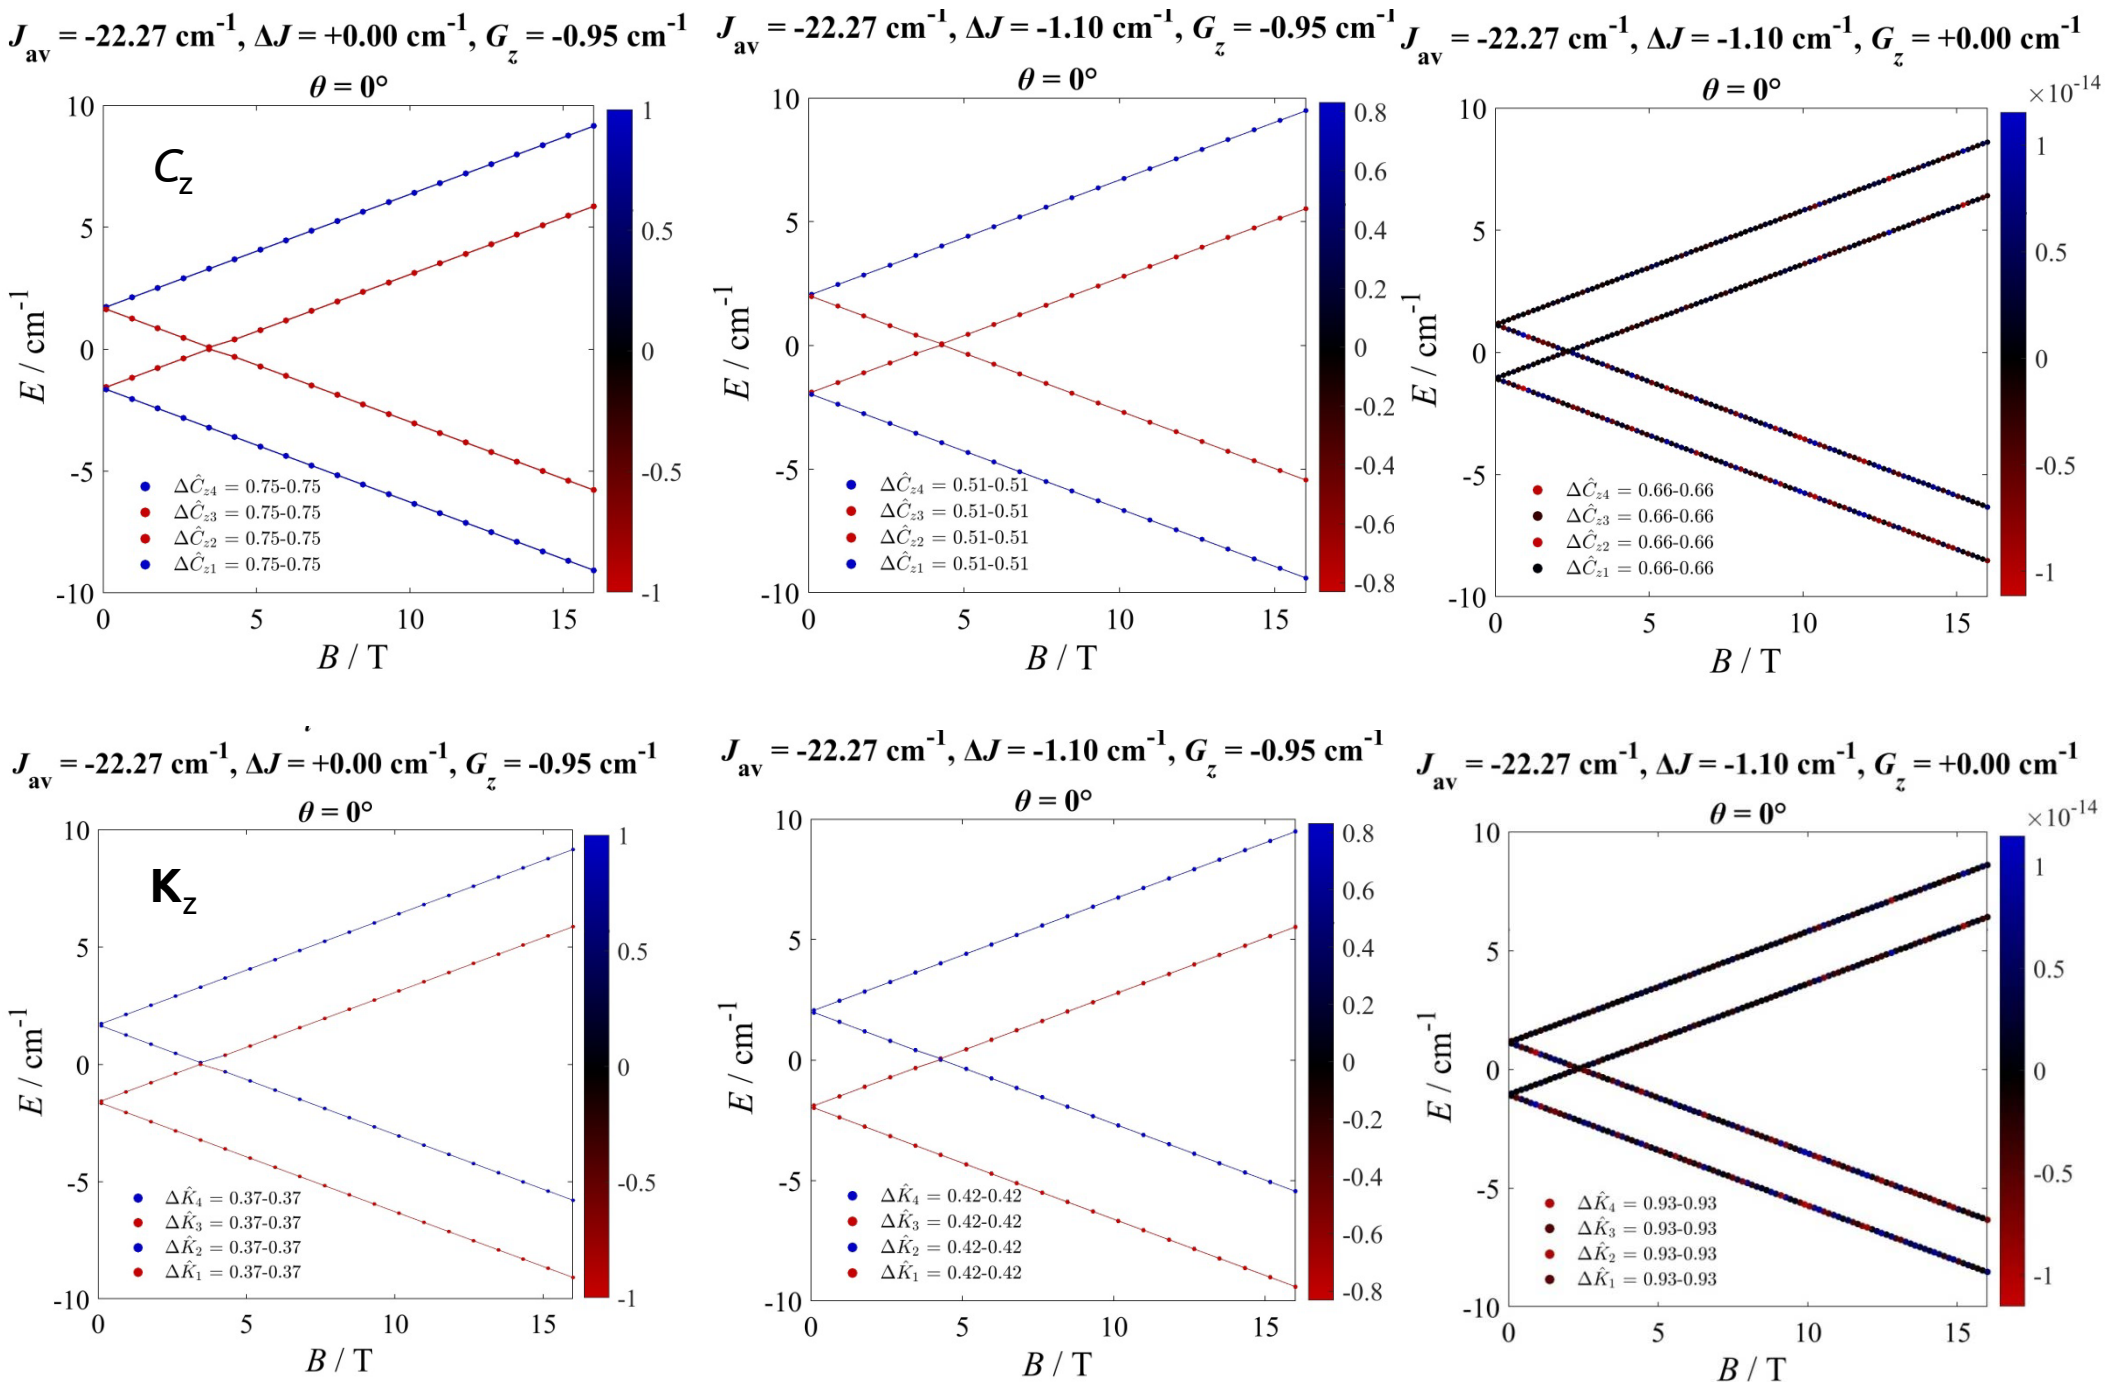 J_av = -22.27 cm⁻¹, ΔJ = +0.00 cm⁻¹, G_z = -0.95 cm⁻¹
θ = 0°
C_z
10
5
0
-5
-10
E / cm⁻¹
0 5 10 15
B / T
1
0.5
0
-0.5
-1
ΔĈ_z4 = 0.75-0.75
ΔĈ_z3 = 0.75-0.75
ΔĈ_z2 = 0.75-0.75
ΔĈ_z1 = 0.75-0.75
J_av = -22.27 cm⁻¹, ΔJ = -1.10 cm⁻¹, G_z = -0.95 cm⁻¹
θ = 0°
10
5
0
-5
-10
E / cm⁻¹
0 5 10 15
B / T
0.8
0.6
0.4
0.2
0
-0.2
-0.4
-0.6
-0.8
ΔĈ_z4 = 0.51-0.51
ΔĈ_z3 = 0.51-0.51
ΔĈ_z2 = 0.51-0.51
ΔĈ_z1 = 0.51-0.51
J_av = -22.27 cm⁻¹, ΔJ = -1.10 cm⁻¹, G_z = +0.00 cm⁻¹
θ = 0°
×10⁻¹⁴
10
5
0
-5
-10
E / cm⁻¹
0 5 10 15
B / T
1
0.5
0
-0.5
-1
ΔĈ_z4 = 0.66-0.66
ΔĈ_z3 = 0.66-0.66
ΔĈ_z2 = 0.66-0.66
ΔĈ_z1 = 0.66-0.66
J_av = -22.27 cm⁻¹, ΔJ = +0.00 cm⁻¹, G_z = -0.95 cm⁻¹
θ = 0°
K_z
10
5
0
-5
-10
E / cm⁻¹
0 5 10 15
B / T
1
0.5
0
-0.5
-1
ΔK̂_4 = 0.37-0.37
ΔK̂_3 = 0.37-0.37
ΔK̂_2 = 0.37-0.37
ΔK̂_1 = 0.37-0.37
J_av = -22.27 cm⁻¹, ΔJ = -1.10 cm⁻¹, G_z = -0.95 cm⁻¹
θ = 0°
10
5
0
-5
-10
E / cm⁻¹
0 5 10 15
B / T
0.8
0.6
0.4
0.2
0
-0.2
-0.4
-0.6
-0.8
ΔK̂_4 = 0.42-0.42
ΔK̂_3 = 0.42-0.42
ΔK̂_2 = 0.42-0.42
ΔK̂_1 = 0.42-0.42
J_av = -22.27 cm⁻¹, ΔJ = -1.10 cm⁻¹, G_z = +0.00 cm⁻¹
θ = 0°
×10⁻¹⁴
10
5
0
-5
-10
E / cm⁻¹
0 5 10 15
B / T
1
0.5
0
-0.5
-1
ΔK̂_4 = 0.93-0.93
ΔK̂_3 = 0.93-0.93
ΔK̂_2 = 0.93-0.93
ΔK̂_1 = 0.93-0.93